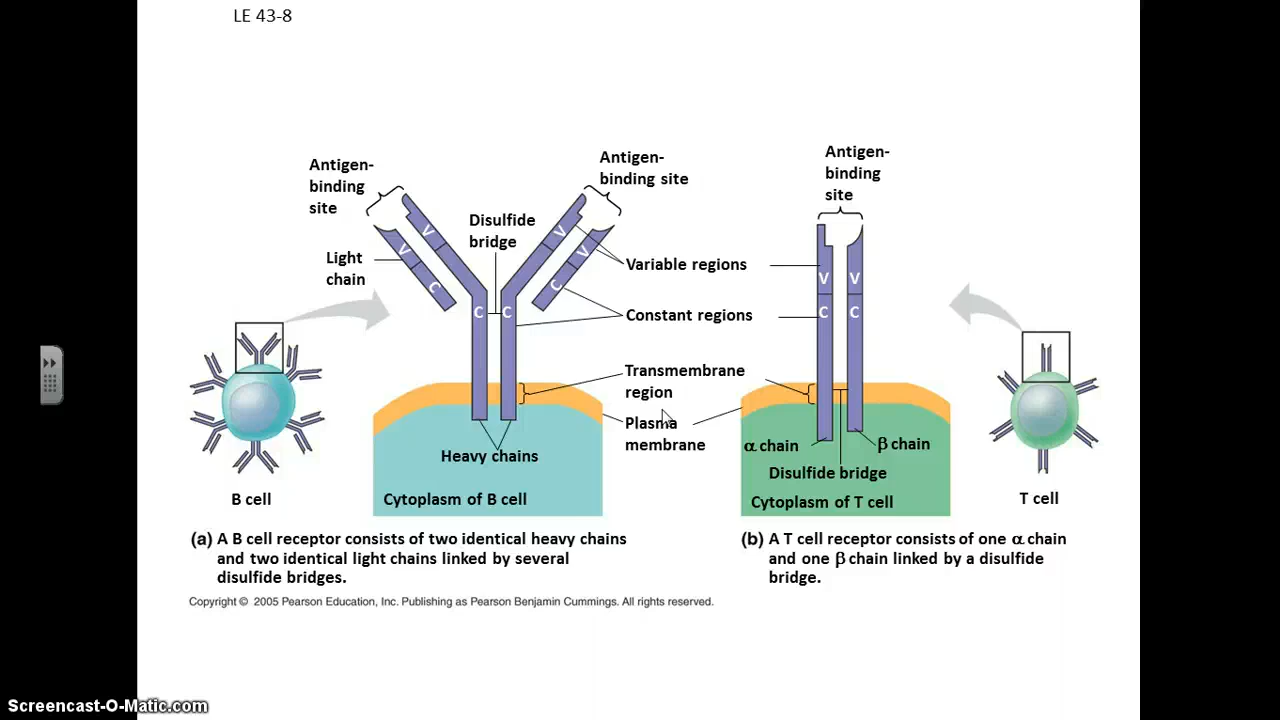 LE 43-8
Antigen-
binding
site
Antigen-
binding site
Disulfide
bridge
Light
chain
V
V
V
V
C
C
C
C
Heavy chains
Cytoplasm of B cell
B cell
Variable regions
Constant regions
Transmembrane
region
Plasma
membrane
Antigen-
binding
site
V
V
C
C
α chain
β chain
Disulfide bridge
Cytoplasm of T cell
T cell
(a) A B cell receptor consists of two identical heavy chains
and two identical light chains linked by several
disulfide bridges.
(b) A T cell receptor consists of one α chain
and one β chain linked by a disulfide
bridge.
Copyright © 2005 Pearson Education, Inc. Publishing as Pearson Benjamin Cummings. All rights reserved.
Screencast-O-Matic.com